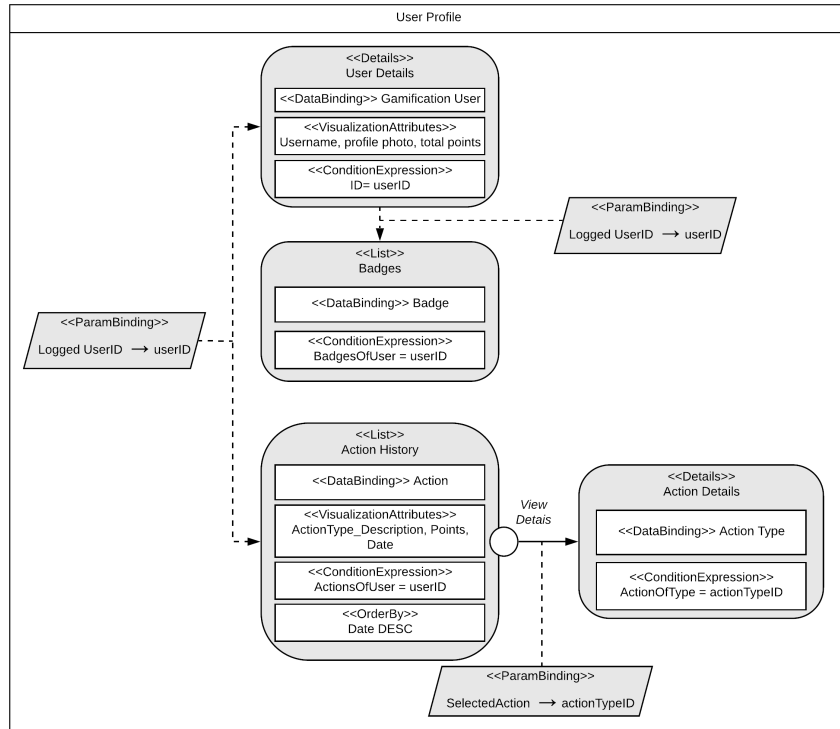 User Profile
<<Details>>
User Details
<<DataBinding>> Gamification User
<<VisualizationAttributes>>
Username, profile photo, total points
<<ConditionExpression>>
ID= userID
<<ParamBinding>>
Logged UserID → userID
<<List>>
Badges
<<DataBinding>> Badge
<<ConditionExpression>>
BadgesOfUser = userID
<<ParamBinding>>
Logged UserID → userID
<<List>>
Action History
<<DataBinding>> Action
<<VisualizationAttributes>>
ActionType_Description, Points,
Date
<<ConditionExpression>>
ActionsOfUser = userID
<<OrderBy>>
Date DESC
View
Detais
<<Details>>
Action Details
<<DataBinding>> Action Type
<<ConditionExpression>>
ActionOfType = actionTypeID
<<ParamBinding>>
SelectedAction → actionTypeID